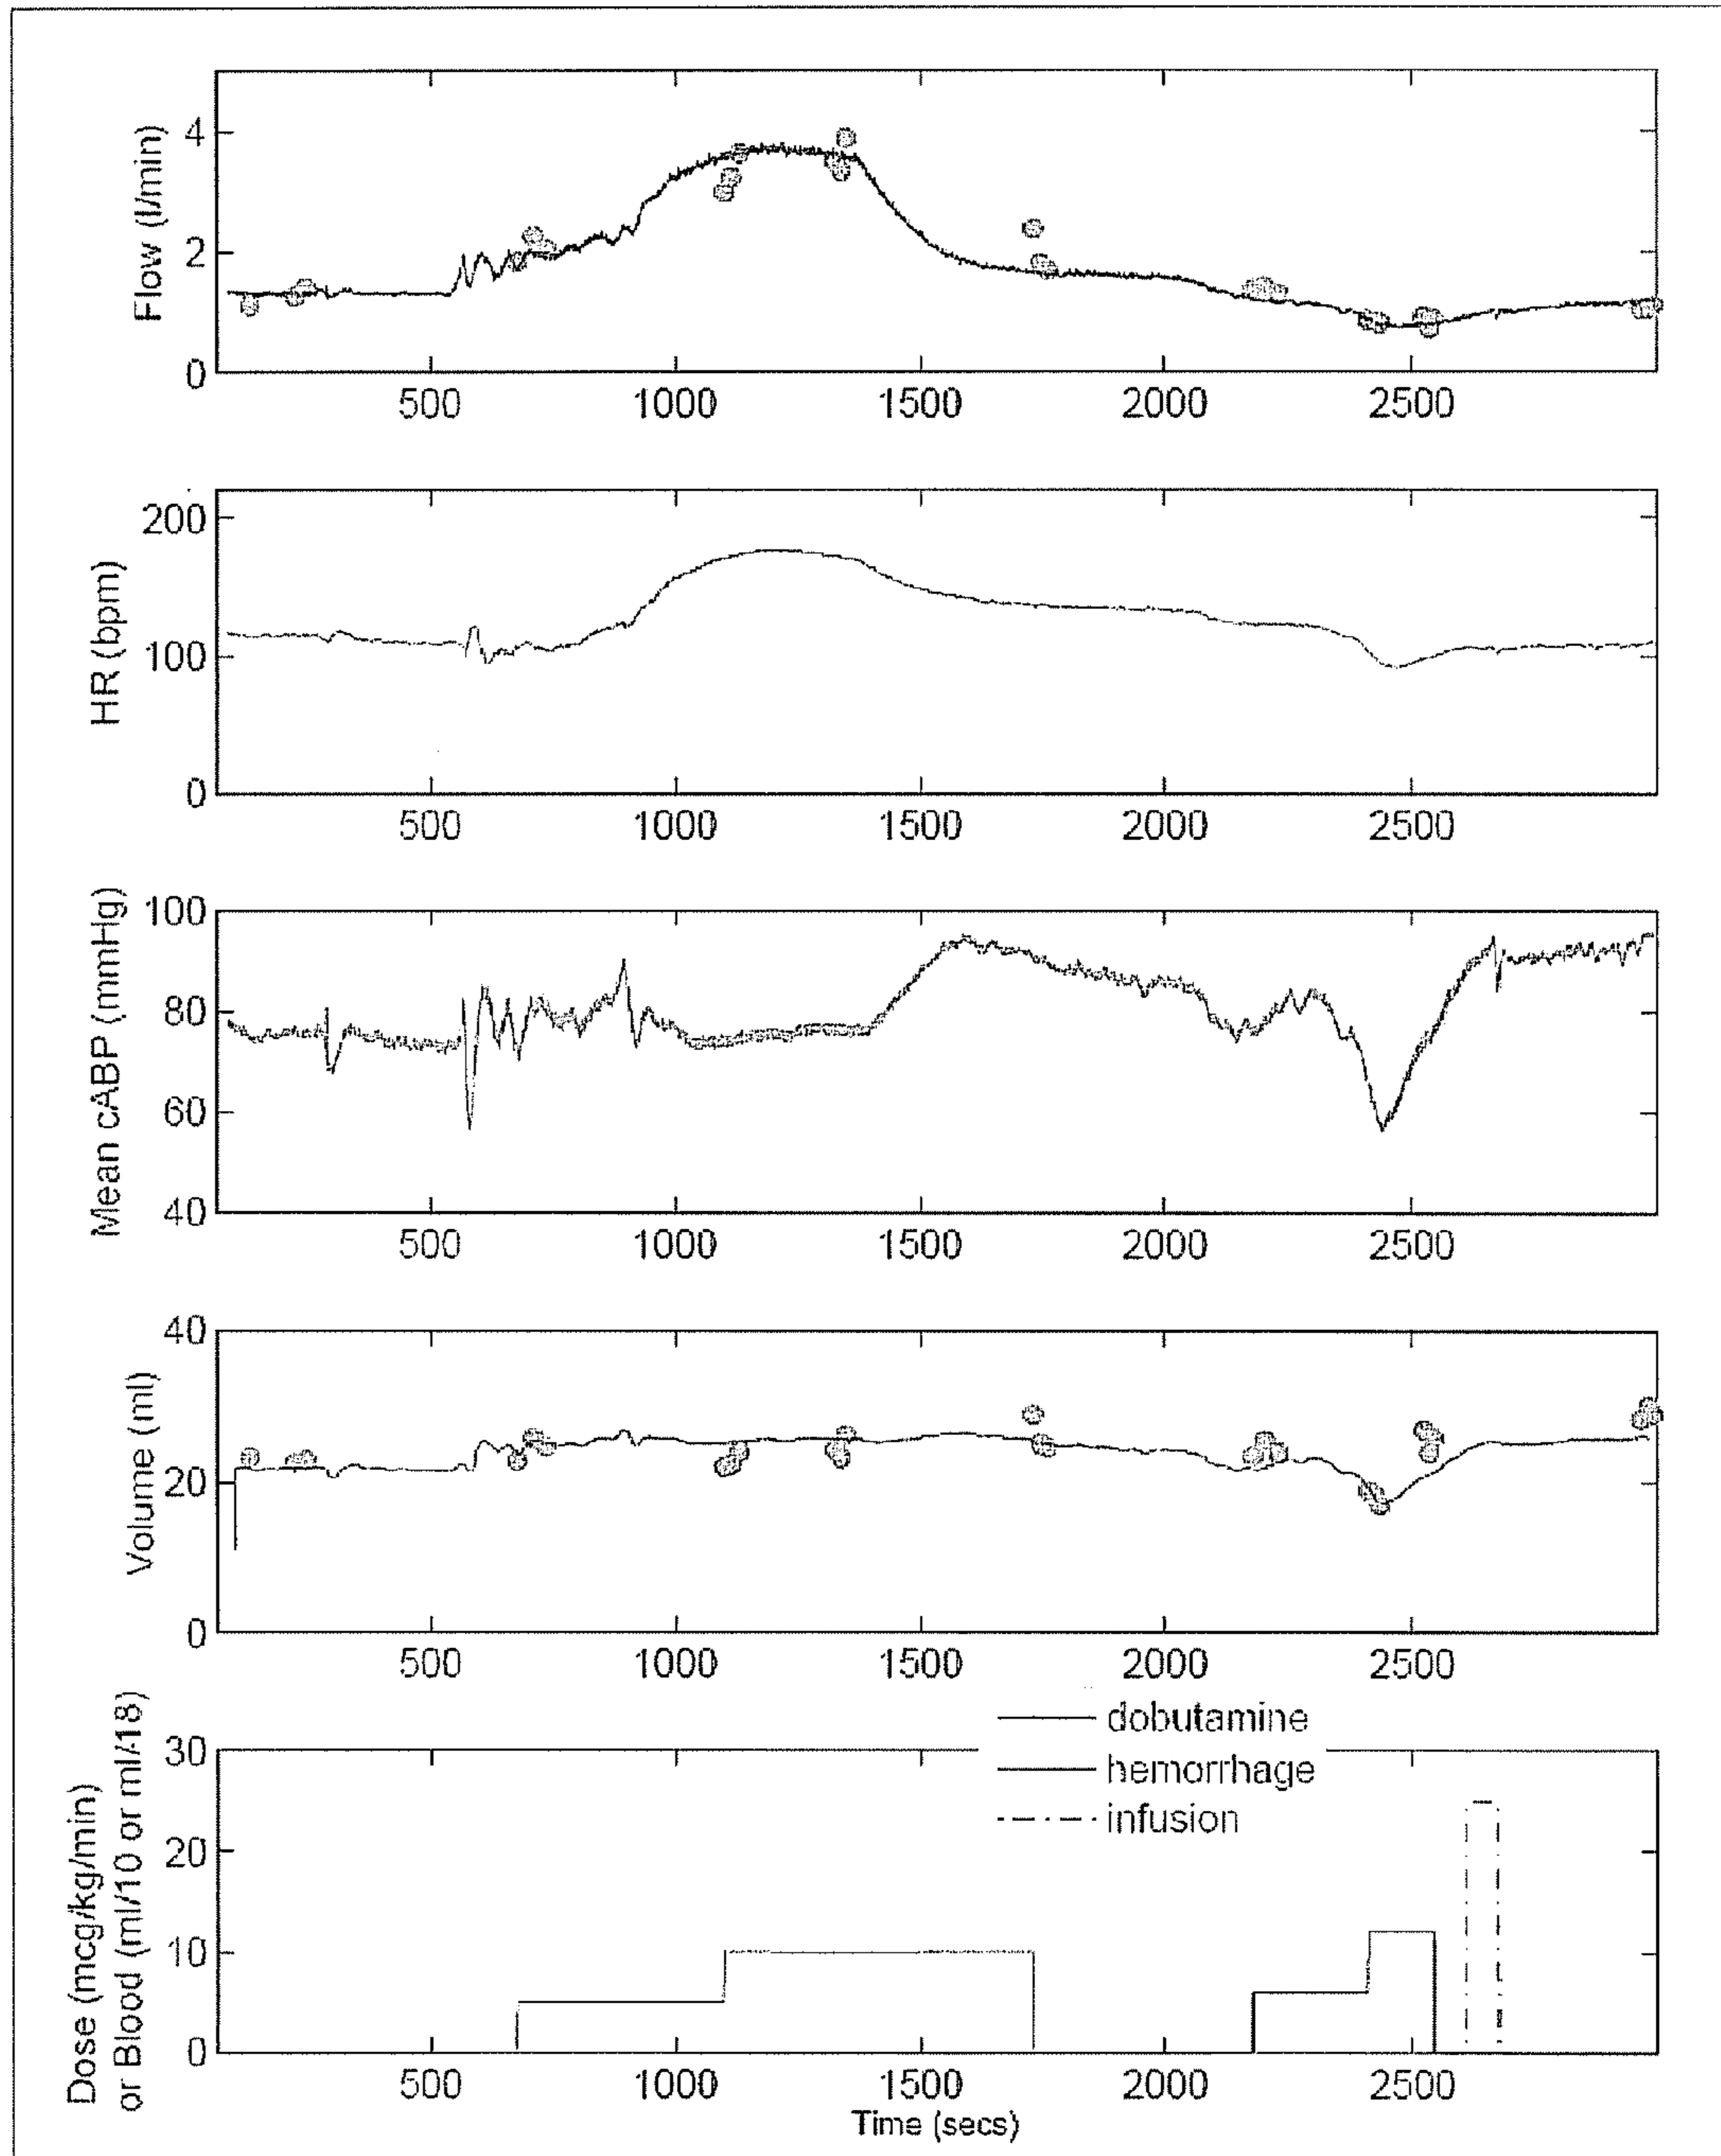 Flow (l/min)
4
2
0
500 1000 1500 2000 2500
HR (bpm)
200
100
0
500 1000 1500 2000 2500
Mean cABP (mmHg)
100
80
60
40
500 1000 1500 2000 2500
Volume (ml)
40
20
0
500 1000 1500 2000 2500
dobutamine
hemorrhage
infusion
Dose (mcg/kg/min)
or Blood (ml/10 or ml/18)
30
20
10
0
500 1000 1500 2000 2500
Time (secs)